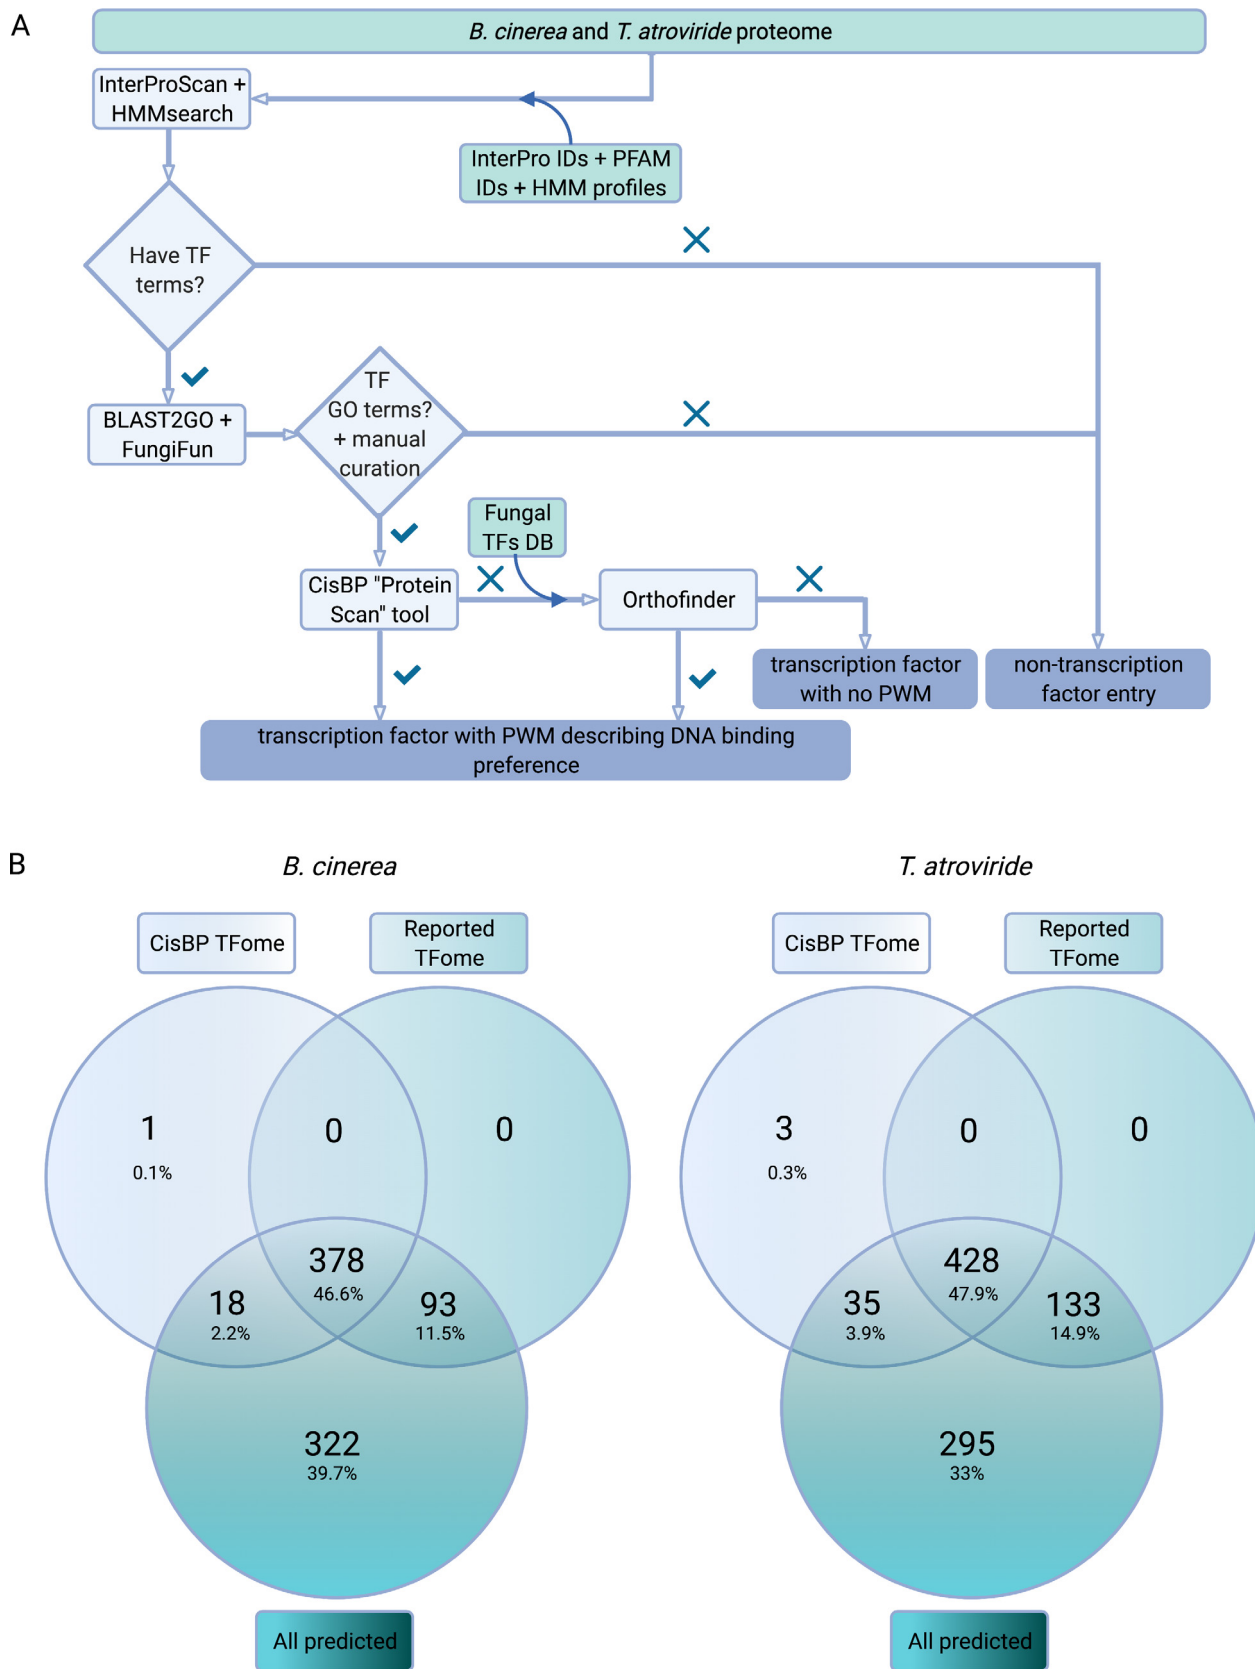 A
B. cinerea and T. atroviride proteome
InterProScan +
HMMsearch
InterPro IDs + PFAM
IDs + HMM profiles
Have TF
terms?
BLAST2GO +
FungiFun
TF
GO terms?
+ manual
curation
Fungal
TFs DB
CisBP "Protein
Scan" tool
Orthofinder
transcription factor
with no PWM
non-transcription
factor entry
transcription factor with PWM describing DNA binding
preference
B
B. cinerea
CisBP TFome
Reported
TFome
1
0.1%
0
0
378
46.6%
18
2.2%
93
11.5%
322
39.7%
All predicted
T. atroviride
CisBP TFome
Reported
TFome
3
0.3%
0
0
428
47.9%
35
3.9%
133
14.9%
295
33%
All predicted